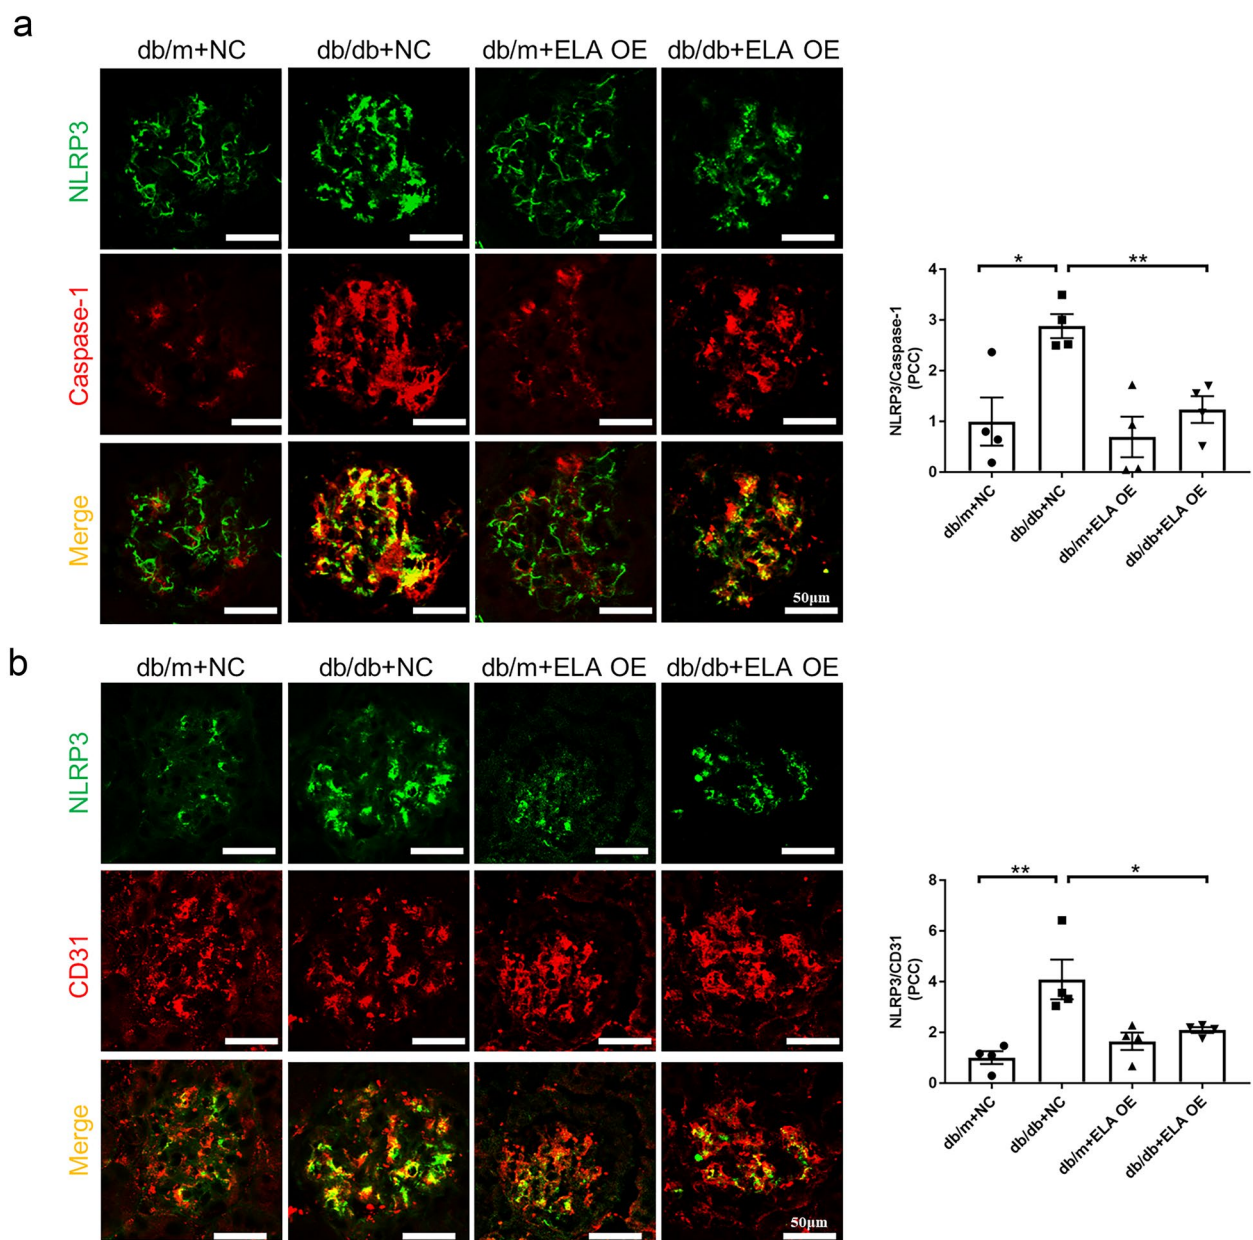 a
db/m+NC db/db+NC db/m+ELA OE db/db+ELA OE
NLRP3
Caspase-1
Merge
50μm
* **
4
3
2
1
0
NLRP3/Caspase-1
(PCC)
db/m+NC
db/db+NC
db/m+ELA OE
db/db+ELA OE
b
db/m+NC db/db+NC db/m+ELA OE db/db+ELA OE
NLRP3
CD31
Merge
50μm
** *
8
6
4
2
0
NLRP3/CD31
(PCC)
db/m+NC
db/db+NC
db/m+ELA OE
db/db+ELA OE